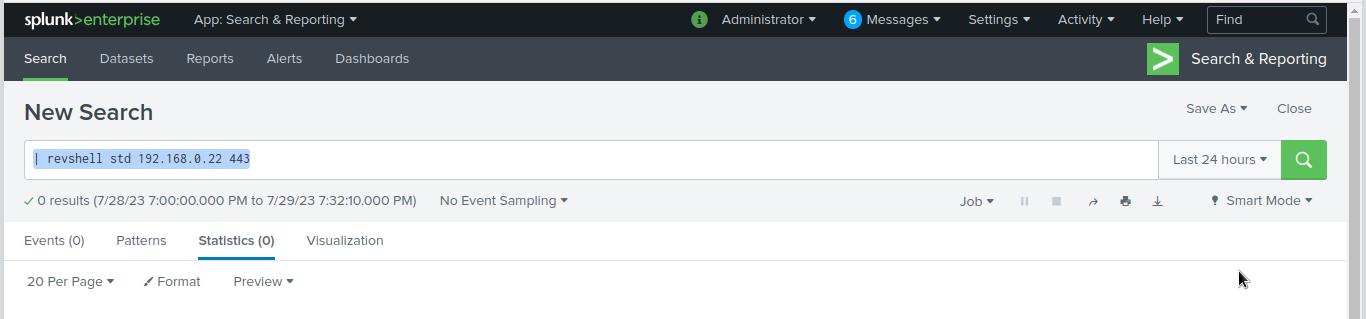 splunk>enterprise App: Search & Reporting i Administrator 6 Messages Settings Activity Help Find
Search Datasets Reports Alerts Dashboards > Search & Reporting
New Search Save As Close
| revshell std 192.168.0.22 443 Last 24 hours
✓ 0 results (7/28/23 7:00:00.000 PM to 7/29/23 7:32:10.000 PM) No Event Sampling Job Smart Mode
Events (0) Patterns Statistics (0) Visualization
20 Per Page Format Preview